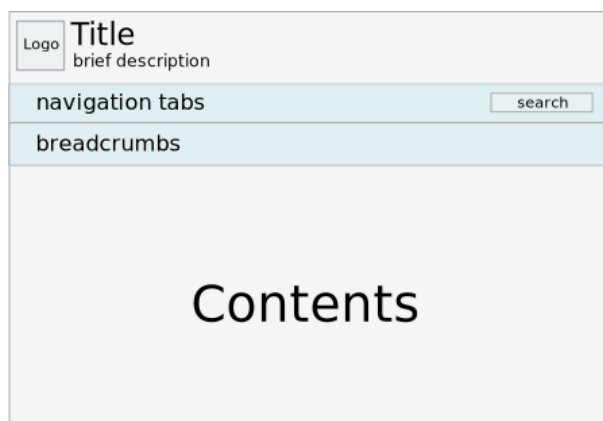 Logo
Title
brief description
navigation tabs
search
breadcrumbs
Contents